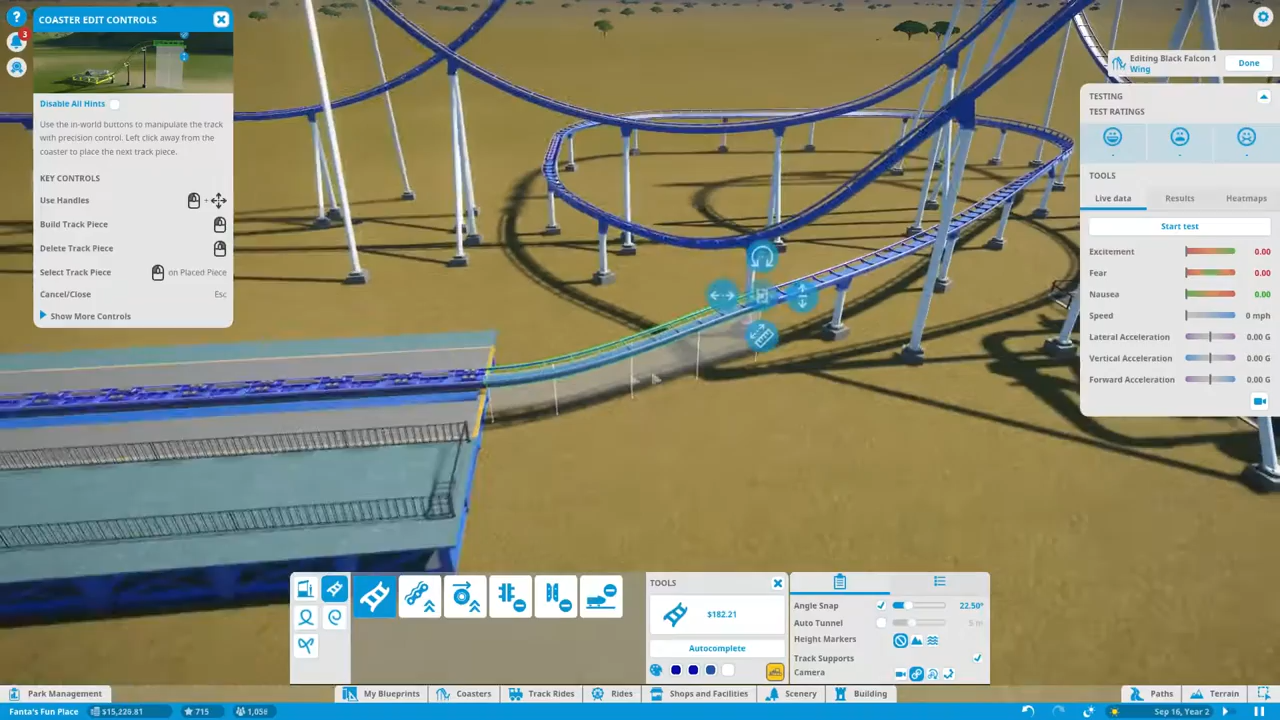 ?
COASTER EDIT CONTROLS
3
Disable All Hints
Use the in-world buttons to manipulate the track
with precision control. Left click away from the
coaster to place the next track piece.
KEY CONTROLS
Use Handles
+
Build Track Piece
Delete Track Piece
Select Track Piece
on Placed Piece
Cancel/Close
Esc
Show More Controls
Editing Black Falcon 1
Wing
Done
TESTING
TEST RATINGS
-
-
-
TOOLS
Live data
Results
Heatmaps
Start test
Excitement
0.00
Fear
0.00
Nausea
0.00
Speed
0 mph
Lateral Acceleration
0.00 G
Vertical Acceleration
0.00 G
Forward Acceleration
0.00 G
TOOLS
$182.21
Autocomplete
Angle Snap
22.50°
Auto Tunnel
5 m
Height Markers
Track Supports
Camera
Park Management
My Blueprints
Coasters
Track Rides
Rides
Shops and Facilities
Scenery
Building
Paths
Terrain
Fanta's Fun Place
$15,226.81
715
1,056
Sep 16, Year 2